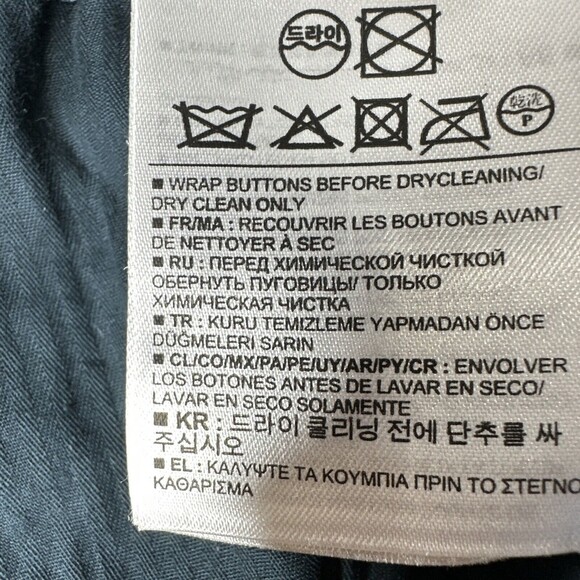 드라이
乾洗
P
■ WRAP BUTTONS BEFORE DRYCLEANING/
DRY CLEAN ONLY
■ FR/MA : RECOUVRIR LES BOUTONS AVANT
DE NETTOYER À SEC
■ RU : ПЕРЕД ХИМИЧЕСКОЙ ЧИСТКОЙ
ОБЕРНУТЬ ПУГОВИЦЫ/ ТОЛЬКО
ХИМИЧЕСКАЯ ЧИСТКА
■ TR : KURU TEMIZLEME YAPMADAN ÖNCE
DÜĞMELERI SARIN
■ CL/CO/MX/PA/PE/UY/AR/PY/CR : ENVOLVER
LOS BOTONES ANTES DE LAVAR EN SECO/
LAVAR EN SECO SOLAMENTE
■ KR : 드라이 클리닝 전에 단추를 싸
주십시오
■ EL : ΚΑΛΥΨΤΕ ΤΑ ΚΟΥΜΠΙΑ ΠΡΙΝ ΤΟ ΣΤΕΓΝΟ
ΚΑΘΑΡΙΣΜΑ